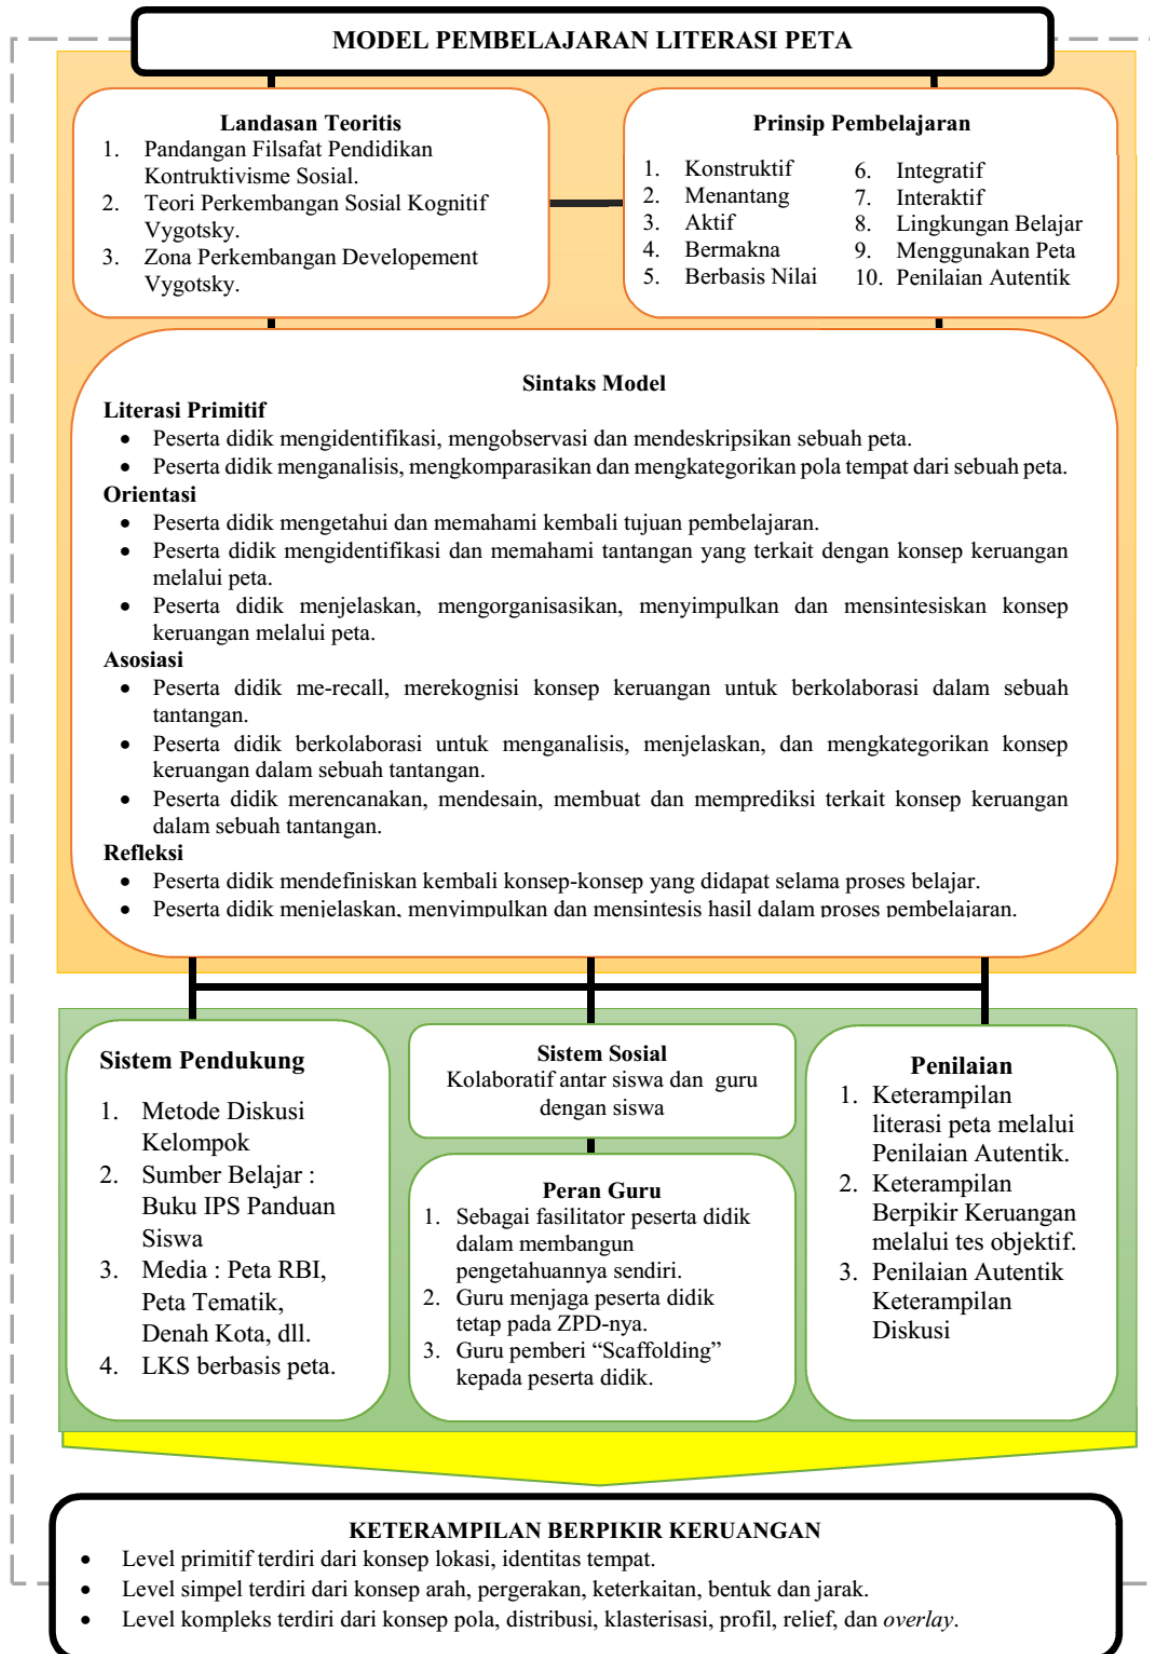 MODEL PEMBELAJARAN LITERASI PETA
Landasan Teoritis
1. Pandangan Filsafat Pendidikan
Kontruktivisme Sosial.
2. Teori Perkembangan Sosial Kognitif
Vygotsky.
3. Zona Perkembangan Developement
Vygotsky.
Prinsip Pembelajaran
1. Konstruktif
2. Menantang
3. Aktif
4. Bermakna
5. Berbasis Nilai
6. Integratif
7. Interaktif
8. Lingkungan Belajar
9. Menggunakan Peta
10. Penilaian Autentik
Sintaks Model
Literasi Primitif
• Peserta didik mengidentifikasi, mengobservasi dan mendeskripsikan sebuah peta.
• Peserta didik menganalisis, mengkomparasikan dan mengkategorikan pola tempat dari sebuah peta.
Orientasi
• Peserta didik mengetahui dan memahami kembali tujuan pembelajaran.
• Peserta didik mengidentifikasi dan memahami tantangan yang terkait dengan konsep keruangan
melalui peta.
• Peserta didik menjelaskan, mengorganisasikan, menyimpulkan dan mensintesiskan konsep
keruangan melalui peta.
Asosiasi
• Peserta didik me-recall, merekognisi konsep keruangan untuk berkolaborasi dalam sebuah
tantangan.
• Peserta didik berkolaborasi untuk menganalisis, menjelaskan, dan mengkategorikan konsep
keruangan dalam sebuah tantangan.
• Peserta didik merencanakan, mendesain, membuat dan memprediksi terkait konsep keruangan
dalam sebuah tantangan.
Refleksi
• Peserta didik mendefiniskan kembali konsep-konsep yang didapat selama proses belajar.
• Peserta didik menjelaskan, menyimpulkan dan mensintesis hasil dalam proses pembelajaran.
Sistem Pendukung
1. Metode Diskusi
Kelompok
2. Sumber Belajar :
Buku IPS Panduan
Siswa
3. Media : Peta RBI,
Peta Tematik,
Denah Kota, dll.
4. LKS berbasis peta.
Sistem Sosial
Kolaboratif antar siswa dan guru
dengan siswa
Peran Guru
1. Sebagai fasilitator peserta didik
dalam membangun
pengetahuannya sendiri.
2. Guru menjaga peserta didik
tetap pada ZPD-nya.
3. Guru pemberi “Scaffolding”
kepada peserta didik.
Penilaian
1. Keterampilan
literasi peta melalui
Penilaian Autentik.
2. Keterampilan
Berpikir Keruangan
melalui tes objektif.
3. Penilaian Autentik
Keterampilan
Diskusi
KETERAMPILAN BERPIKIR KERUANGAN
• Level primitif terdiri dari konsep lokasi, identitas tempat.
• Level simpel terdiri dari konsep arah, pergerakan, keterkaitan, bentuk dan jarak.
• Level kompleks terdiri dari konsep pola, distribusi, klasterisasi, profil, relief, dan overlay.